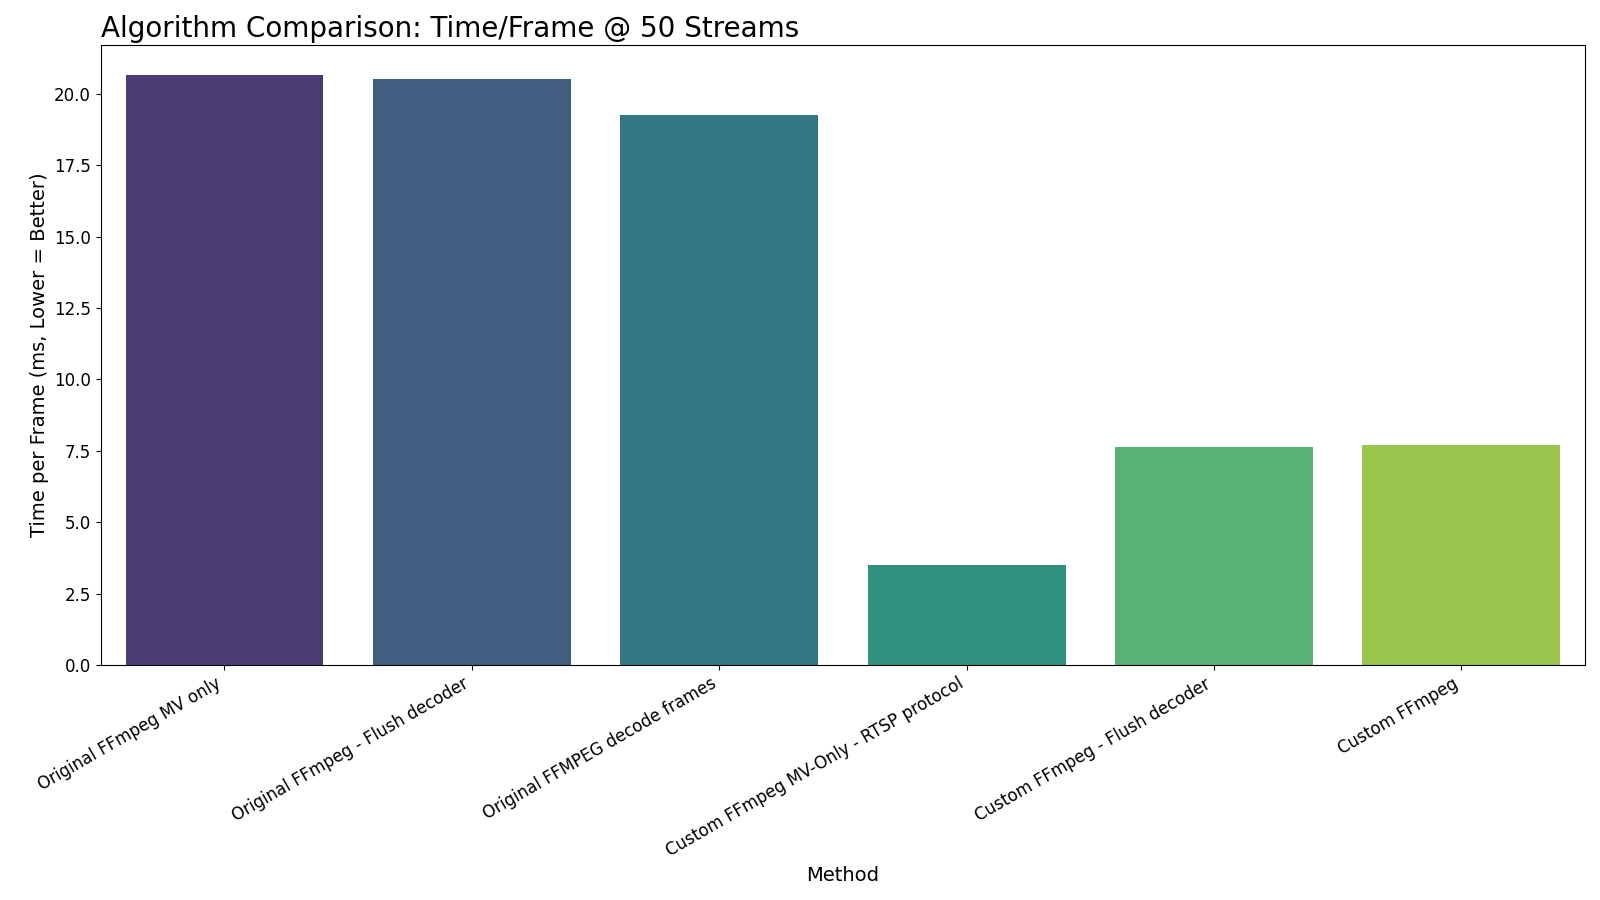 Algorithm Comparison: Time/Frame @ 50 Streams
Time per Frame (ms, Lower = Better)
20.0
17.5
15.0
12.5
10.0
7.5
5.0
2.5
0.0
Original FFmpeg MV only
Original FFmpeg - Flush decoder
Original FFMPEG decode frames
Custom FFmpeg MV-Only - RTSP protocol
Custom FFmpeg - Flush decoder
Custom FFmpeg
Method